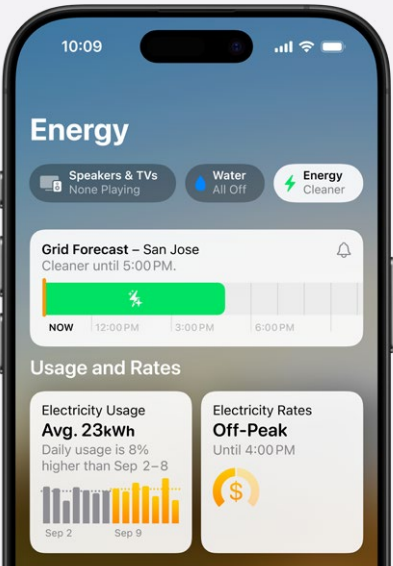 10:09
Energy
Speakers & TVs
None Playing
Water
All Off
Energy
Cleaner
Grid Forecast – San Jose
Cleaner until 5:00 PM.
NOW 12:00 PM 3:00 PM 6:00 PM
Usage and Rates
Electricity Usage
Avg. 23kWh
Daily usage is 8%
higher than Sep 2–8
Sep 2 Sep 9
Electricity Rates
Off-Peak
Until 4:00 PM
$